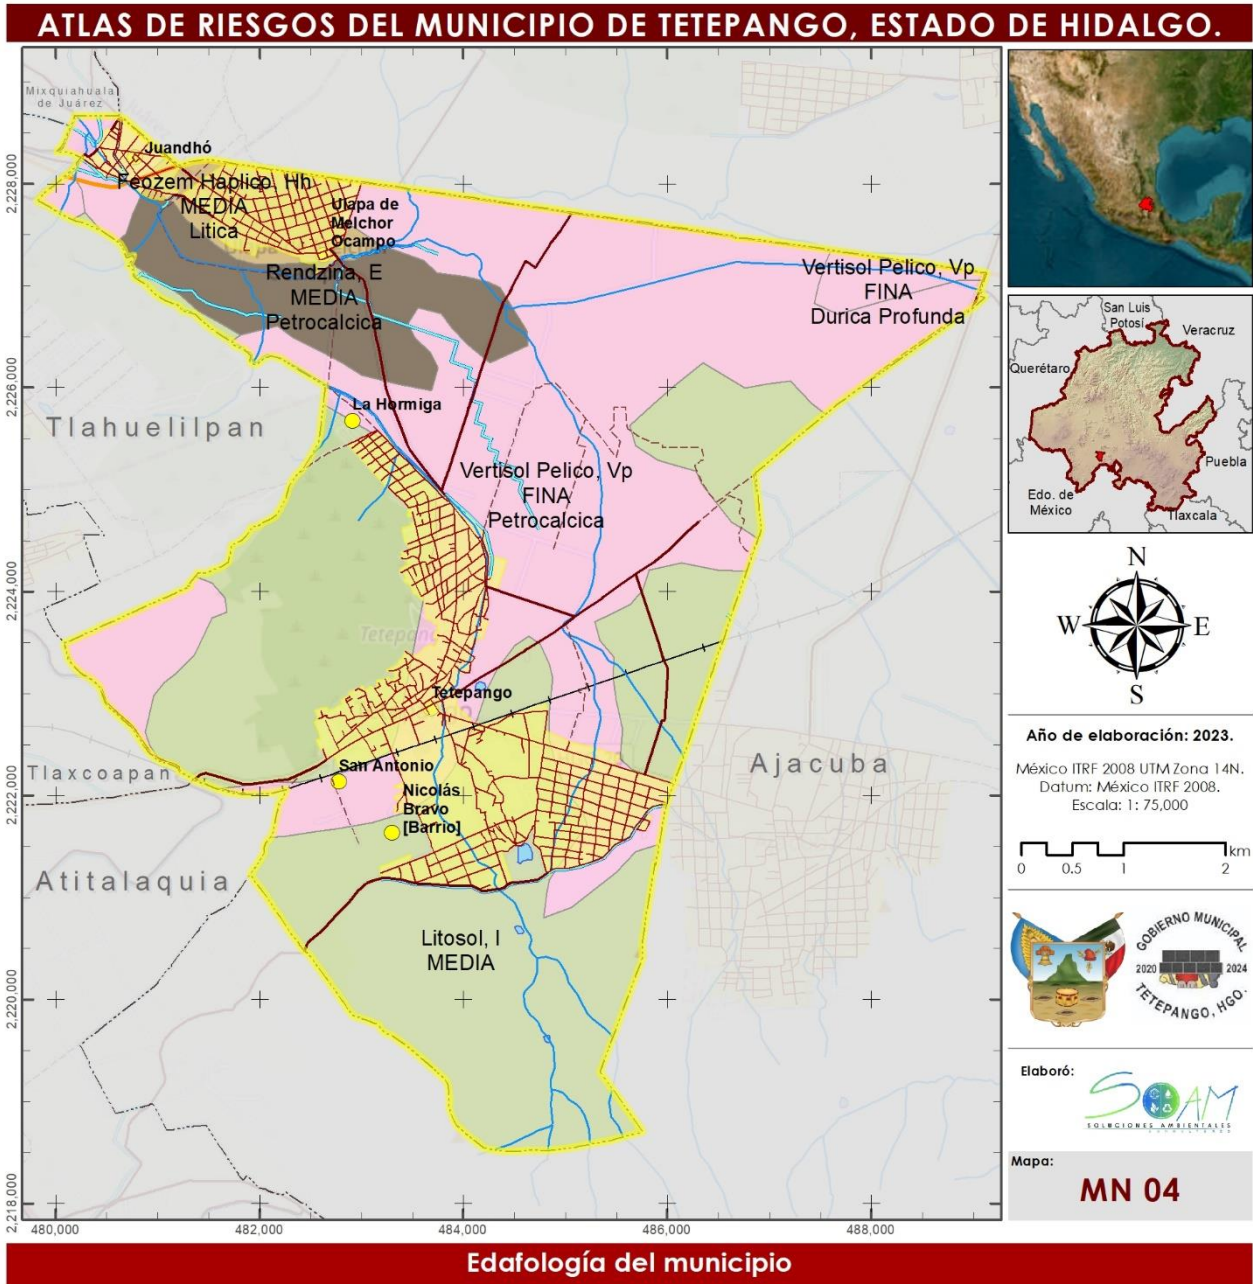 ATLAS DE RIESGOS DEL MUNICIPIO DE TETEPANGO, ESTADO DE HIDALGO.
Mixquiahuala
de Juárez
Juandhó
Feozem Haplico, Hh
MEDIA
Litica
Ulapa de
Melchor
Ocampo
Rendzina, E
MEDIA
Petrocalcica
Vertisol Pelico, Vp
FINA
Durica Profunda
La Hormiga
Tlahuelilpan
Vertisol Pelico, Vp
FINA
Petrocalcica
Tetepango
Tlaxcoapan
San Antonio
Nicolás
Bravo
[Barrio]
Ajacuba
Atitalaquia
Litosol, I
MEDIA
2,228,000
2,226,000
2,224,000
2,222,000
2,220,000
2,218,000
480,000
482,000
484,000
486,000
488,000
San Luis
Potosí
Veracruz
Querétaro
Puebla
Edo. de
México
Tlaxcala
N
W
E
S
Año de elaboración: 2023.
México ITRF 2008 UTM Zona 14N.
Datum: México ITRF 2008.
Escala: 1: 75,000
km
0 0.5 1 2
GOBIERNO MUNICIPAL
2020 2024
TETEPANGO, HGO.
Elaboró:
SOAM
SOLUCIONES AMBIENTALES
Mapa:
MN 04
Edafología del municipio